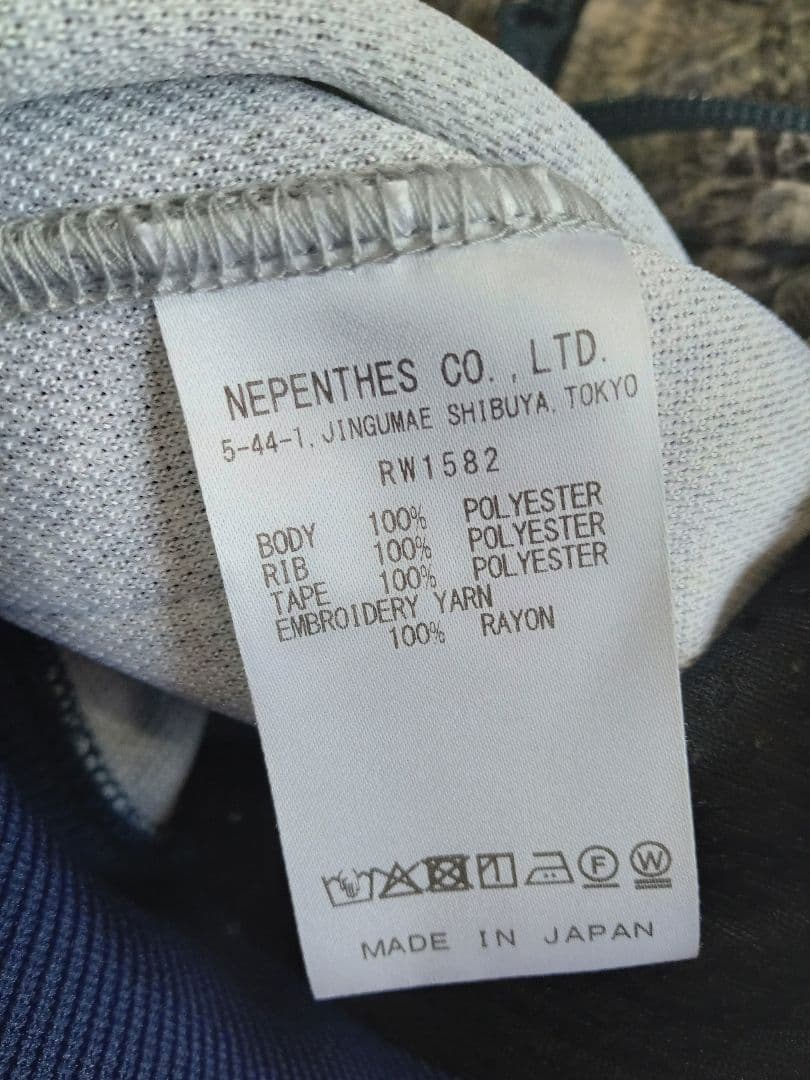 NEPENTHES CO., LTD.
5-44-1, JINGUMAE SHIBUYA, TOKYO
RW1582
BODY 100% POLYESTER
RIB 100% POLYESTER
TAPE 100% POLYESTER
EMBROIDERY YARN
100% RAYON
F W
MADE IN JAPAN